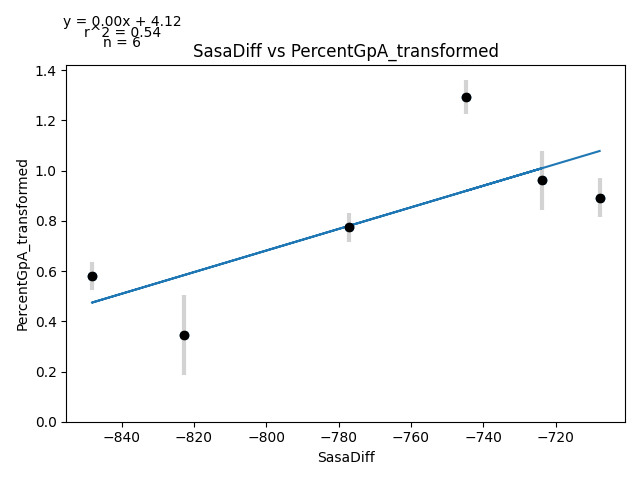 y = 0.00x + 4.12
r^2 = 0.54
n = 6
SasaDiff vs PercentGpA_transformed
PercentGpA_transformed
1.4
1.2
1.0
0.8
0.6
0.4
0.2
0.0
−840
−820
−800
−780
−760
−740
−720
SasaDiff